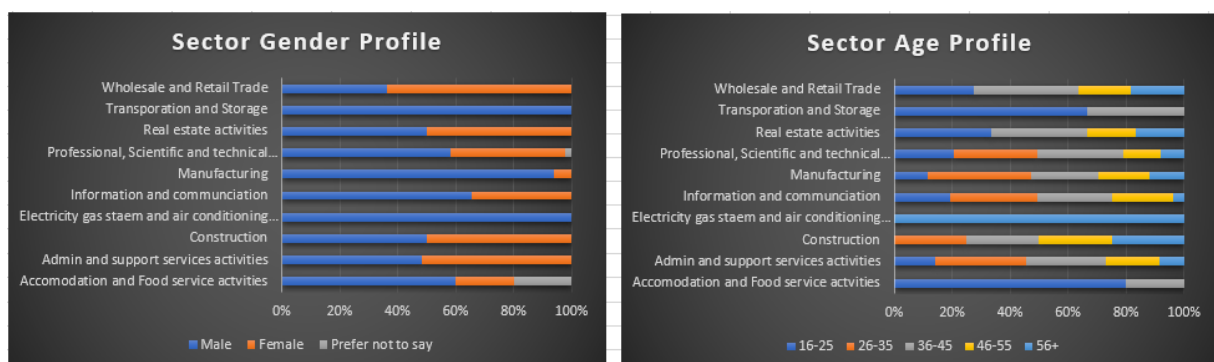 Sector Gender Profile
Wholesale and Retail Trade
Transporation and Storage
Real estate activities
Professional, Scientific and technical...
Manufacturing
Information and communciation
Electricity gas staem and air conditioning...
Construction
Admin and support services activities
Accomodation and Food service actvities
0% 20% 40% 60% 80% 100%
Male Female Prefer not to say
Sector Age Profile
Wholesale and Retail Trade
Transporation and Storage
Real estate activities
Professional, Scientific and technical...
Manufacturing
Information and communciation
Electricity gas staem and air conditioning...
Construction
Admin and support services activities
Accomodation and Food service actvities
0% 20% 40% 60% 80% 100%
16-25 26-35 36-45 46-55 56+